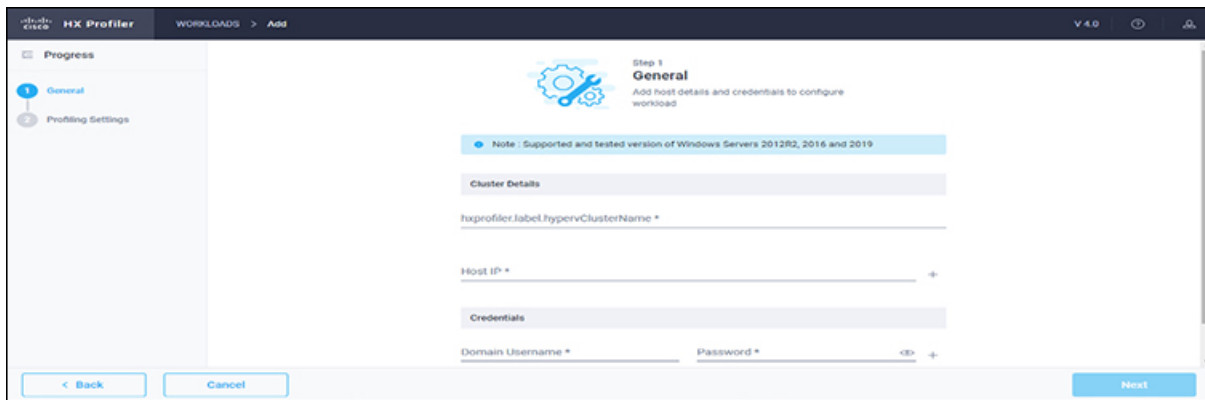 cisco HX Profiler WORKLOADS > Add V 4.0
Progress
1 General
2 Profiling Settings
Step 1
General
Add host details and credentials to configure
workload
Note : Supported and tested version of Windows Servers 2012R2, 2016 and 2019
Cluster Details
hxprofiler.label.hypervClusterName *
Host IP * +
Credentials
Domain Username * Password * +
< Back Cancel Next